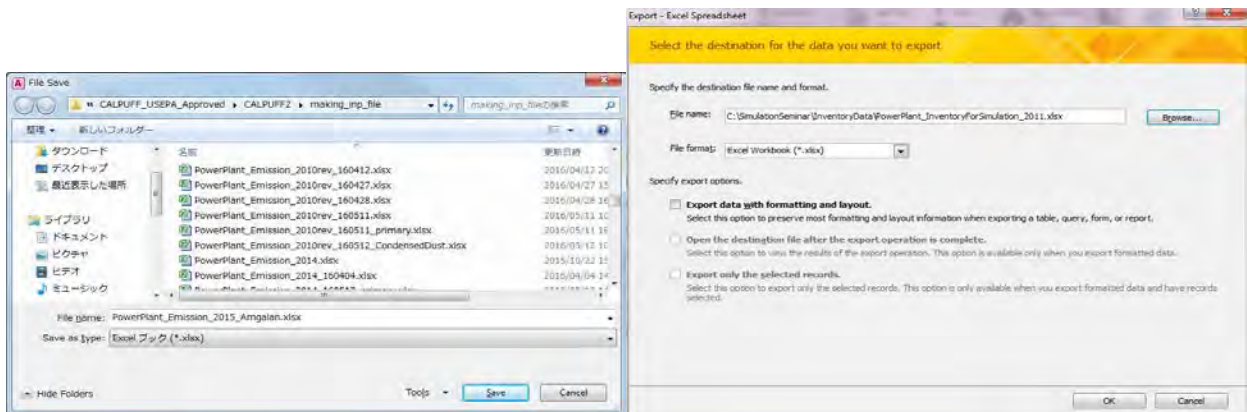 File Save
CALPUFF_USEPA_Approved ▸ CALPUFF2 ▸ making_inp_file
making_inp_fileの検索
整理 新しいフォルダー
ダウンロード
デスクトップ
最近表示した場所
ライブラリ
ドキュメント
ピクチャ
ビデオ
ミュージック
名前 更新日時
PowerPlant_Emission_2010rev_160412.xlsx
PowerPlant_Emission_2010rev_160427.xlsx
PowerPlant_Emission_2010rev_160428.xlsx
PowerPlant_Emission_2010rev_160511.xlsx
PowerPlant_Emission_2010rev_160511_primary.xlsx
PowerPlant_Emission_2010rev_160512_CondensedDust.xlsx
PowerPlant_Emission_2014.xlsx
PowerPlant_Emission_2014_160404.xlsx
File name: PowerPlant_Emission_2015_Amgalan.xlsx
Save as type: Excel ブック (*.xlsx)
Hide Folders Tools Save Cancel
Export - Excel Spreadsheet
Select the destination for the data you want to export
Specify the destination file name and format.
File name: C:\SimulationSeminar\InventoryData\PowerPlant_InventoryForSimulation_2011.xlsx Browse...
File format: Excel Workbook (*.xlsx)
Specify export options.
Export data with formatting and layout.
Select this option to preserve most formatting and layout information when exporting a table, query, form, or report.
Open the destination file after the export operation is complete.
Select this option to view the results of the export operation. This option is available only when you export formatted data.
Export only the selected records.
Select this option to export only the selected records. This option is only available when you export formatted data and have records
selected.
OK Cancel